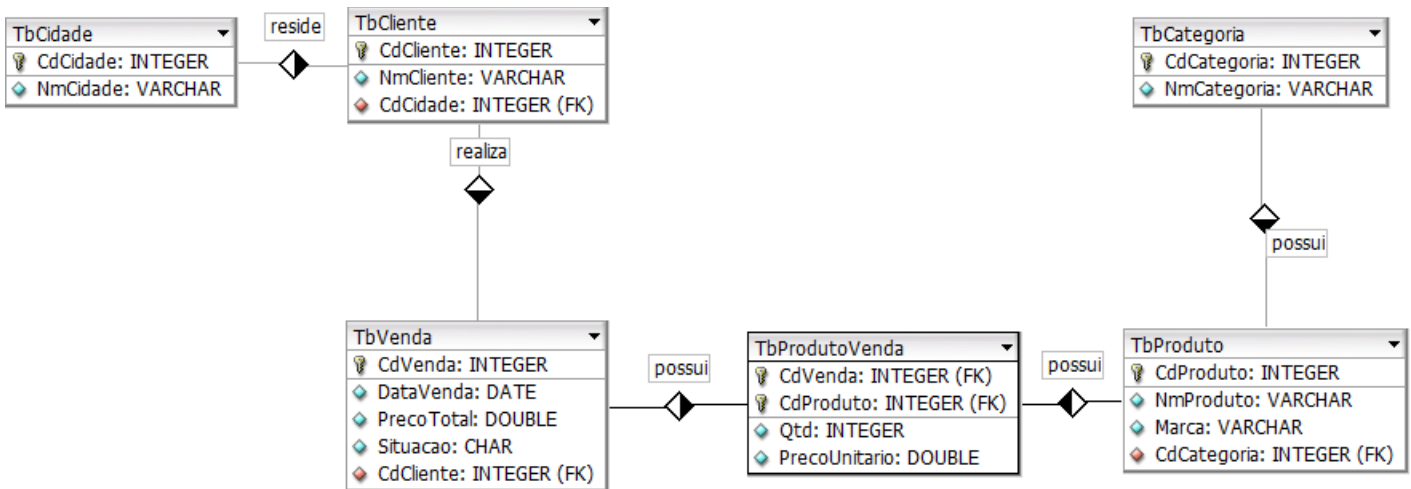 TbCidade
CdCidade: INTEGER
NmCidade: VARCHAR
reside
TbCliente
CdCliente: INTEGER
NmCliente: VARCHAR
CdCidade: INTEGER (FK)
realiza
TbCategoria
CdCategoria: INTEGER
NmCategoria: VARCHAR
possui
TbVenda
CdVenda: INTEGER
DataVenda: DATE
PrecoTotal: DOUBLE
Situacao: CHAR
CdCliente: INTEGER (FK)
possui
TbProdutoVenda
CdVenda: INTEGER (FK)
CdProduto: INTEGER (FK)
Qtd: INTEGER
PrecoUnitario: DOUBLE
possui
TbProduto
CdProduto: INTEGER
NmProduto: VARCHAR
Marca: VARCHAR
CdCategoria: INTEGER (FK)